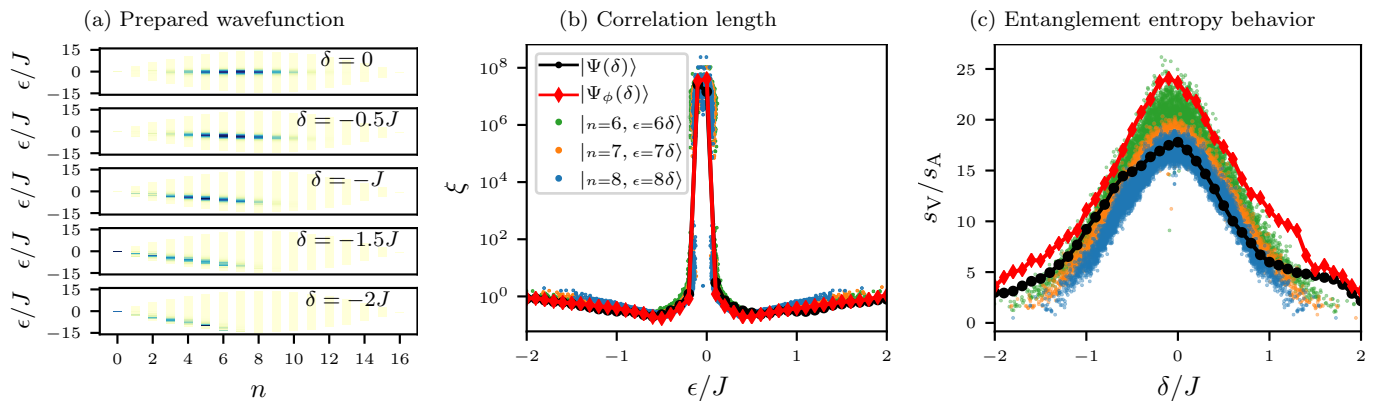 (a) Prepared wavefunction
ϵ/J
15
0
−15
δ = 0
ϵ/J
15
0
−15
δ = −0.5J
ϵ/J
15
0
−15
δ = −J
ϵ/J
15
0
−15
δ = −1.5J
ϵ/J
15
0
−15
δ = −2J
0 2 4 6 8 10 12 14 16
n
(b) Correlation length
ξ
10⁸
10⁶
10⁴
10²
10⁰
|Ψ(δ)⟩
|Ψ_ϕ(δ)⟩
|n=6, ϵ=6δ⟩
|n=7, ϵ=7δ⟩
|n=8, ϵ=8δ⟩
−2 −1 0 1 2
ϵ/J
(c) Entanglement entropy behavior
s_V/s_A
25
20
15
10
5
0
−2 −1 0 1 2
δ/J